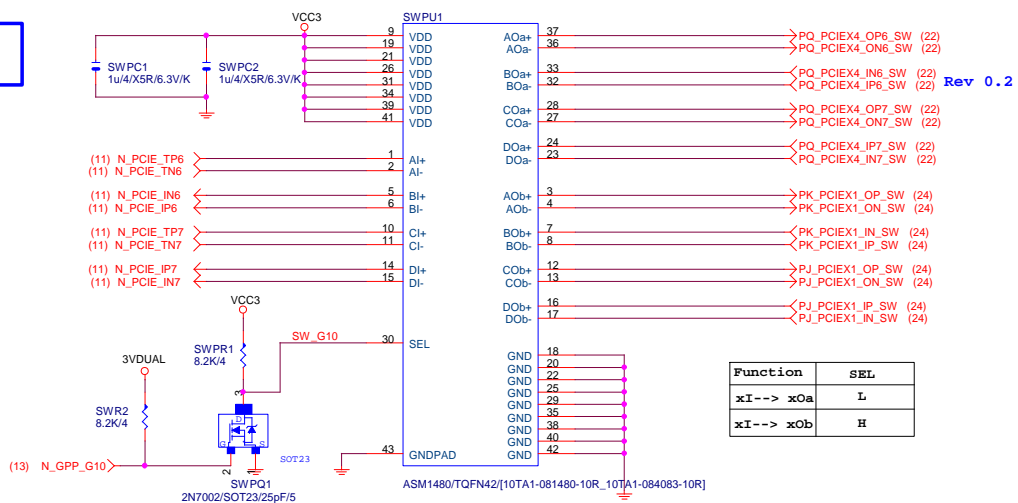 VCC3
SWPU1
SWPC1
1u/4/X5R/6.3V/K
SWPC2
1u/4/X5R/6.3V/K
9 VDD
19 VDD
21 VDD
26 VDD
31 VDD
34 VDD
39 VDD
41 VDD
AOa+ 37 PQ_PCIEX4_OP6_SW (22)
AOa- 36 PQ_PCIEX4_ON6_SW (22)
BOa+ 33 PQ_PCIEX4_IN6_SW (22)
BOa- 32 PQ_PCIEX4_IP6_SW (22)
Rev 0.2
COa+ 28 PQ_PCIEX4_OP7_SW (22)
COa- 27 PQ_PCIEX4_ON7_SW (22)
DOa+ 24 PQ_PCIEX4_IP7_SW (22)
DOa- 23 PQ_PCIEX4_IN7_SW (22)
(11) N_PCIE_TP6 1 AI+
(11) N_PCIE_TN6 2 AI-
(11) N_PCIE_IN6 5 BI+
(11) N_PCIE_IP6 6 BI-
(11) N_PCIE_TP7 10 CI+
(11) N_PCIE_TN7 11 CI-
(11) N_PCIE_IP7 14 DI+
(11) N_PCIE_IN7 15 DI-
AOb+ 3 PK_PCIEX1_OP_SW (24)
AOb- 4 PK_PCIEX1_ON_SW (24)
BOb+ 7 PK_PCIEX1_IN_SW (24)
BOb- 8 PK_PCIEX1_IP_SW (24)
COb+ 12 PJ_PCIEX1_OP_SW (24)
COb- 13 PJ_PCIEX1_ON_SW (24)
DOb+ 16 PJ_PCIEX1_IP_SW (24)
DOb- 17 PJ_PCIEX1_IN_SW (24)
VCC3
SWPR1
8.2K/4
SW_G10 30 SEL
3VDUAL
SWR2
8.2K/4
3
D
G
S
2
1
SOT23
(13) N_GPP_G10
SWPQ1
2N7002/SOT23/25pF/5
43 GNDPAD
GND 18
GND 20
GND 22
GND 25
GND 29
GND 35
GND 38
GND 40
GND 42
ASM1480/TQFN42/[10TA1-081480-10R_10TA1-084083-10R]
Function SEL
xI--> xOa L
xI--> xOb H